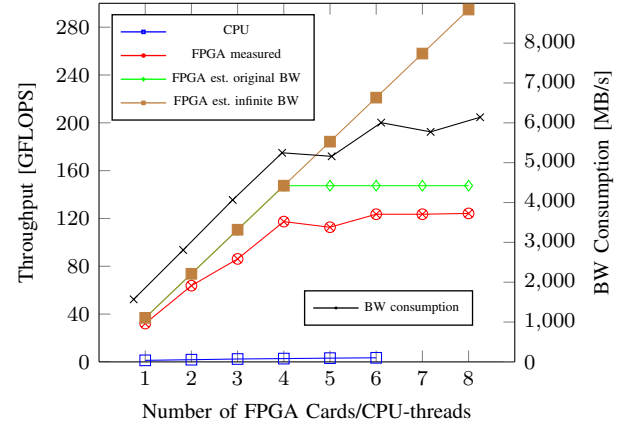 CPU
FPGA measured
FPGA est. original BW
FPGA est. infinite BW
BW consumption
Throughput [GFLOPS]
280
240
200
160
120
80
40
0
BW Consumption [MB/s]
8,000
7,000
6,000
5,000
4,000
3,000
2,000
1,000
0
1 2 3 4 5 6 7 8
Number of FPGA Cards/CPU-threads